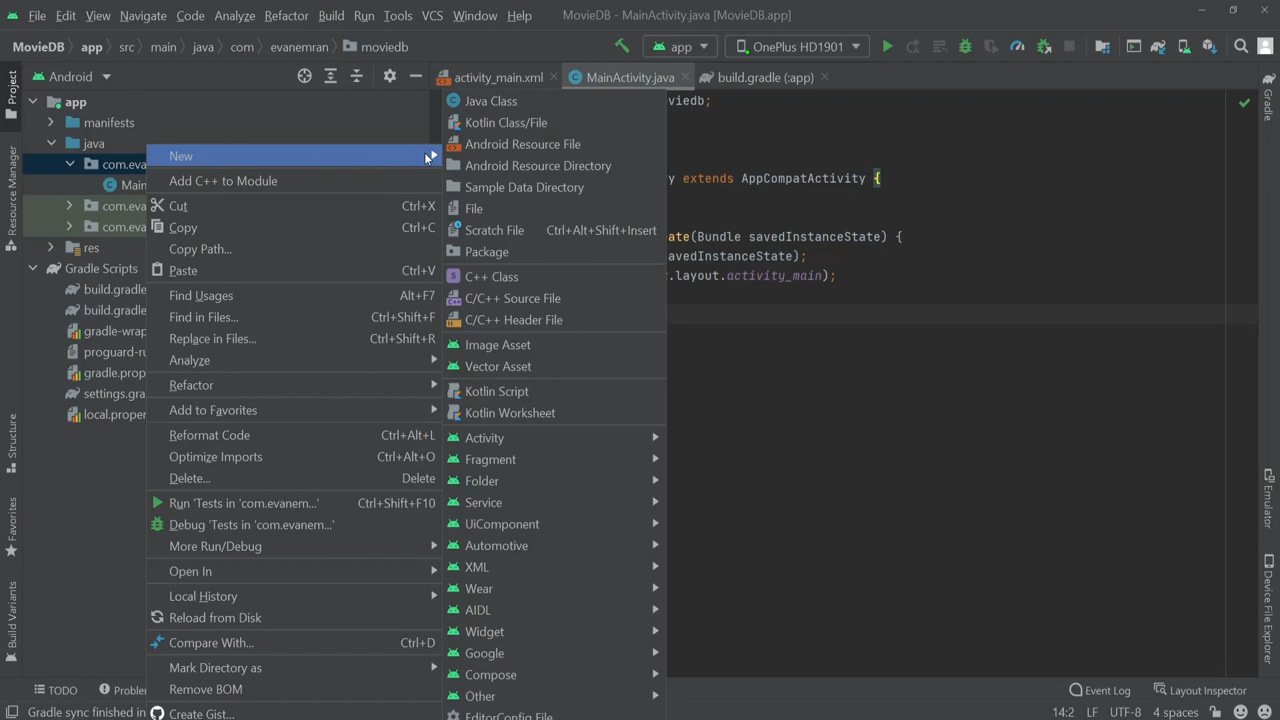 File Edit View Navigate Code Analyze Refactor Build Run Tools VCS Window Help MovieDB - MainActivity.java [MovieDB.app]
MovieDB app src main java com evanemran moviedb app OnePlus HD1901
Android activity_main.xml MainActivity.java build.gradle (:app)
app
manifests
java
com.eva
Main
com.eva
com.eva
res
Gradle Scripts
build.gradle
build.gradle
gradle-wrap
proguard-ru
gradle.prop
settings.gra
local.proper
New
Add C++ to Module
Cut Ctrl+X
Copy Ctrl+C
Copy Path...
Paste Ctrl+V
Find Usages Alt+F7
Find in Files... Ctrl+Shift+F
Replace in Files... Ctrl+Shift+R
Analyze
Refactor
Add to Favorites
Reformat Code Ctrl+Alt+L
Optimize Imports Ctrl+Alt+O
Delete... Delete
Run 'Tests in 'com.evanem...' Ctrl+Shift+F10
Debug 'Tests in 'com.evanem...'
More Run/Debug
Open In
Local History
Reload from Disk
Compare With... Ctrl+D
Mark Directory as
Remove BOM
Create Gist...
Java Class
Kotlin Class/File
Android Resource File
Android Resource Directory
Sample Data Directory
File
Scratch File Ctrl+Alt+Shift+Insert
Package
C++ Class
C/C++ Source File
C/C++ Header File
Image Asset
Vector Asset
Kotlin Script
Kotlin Worksheet
Activity
Fragment
Folder
Service
UiComponent
Automotive
XML
Wear
AIDL
Widget
Google
Compose
Other
EditorConfig File
viedb;
y extends AppCompatActivity {
ate(Bundle savedInstanceState) {
avedInstanceState);
.layout.activity_main);
Project
Resource Manager
Structure
Favorites
Build Variants
Gradle
Emulator
Device File Explorer
TODO Probler Event Log Layout Inspector
Gradle sync finished in 14:2 LF UTF-8 4 spaces